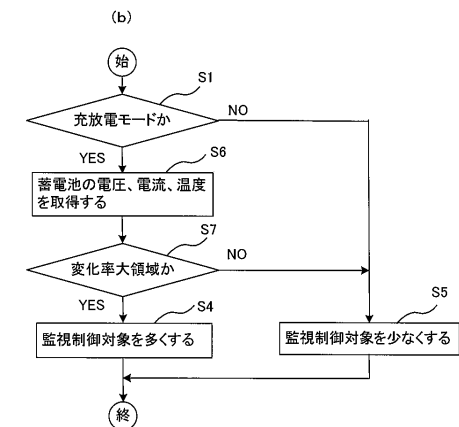 (b)
始
S1
充放電モードか
NO
YES
S6
蓄電池の電圧、電流、温度
を取得する
S7
変化率大領域か
NO
YES
S4
監視制御対象を多くする
S5
監視制御対象を少なくする
終